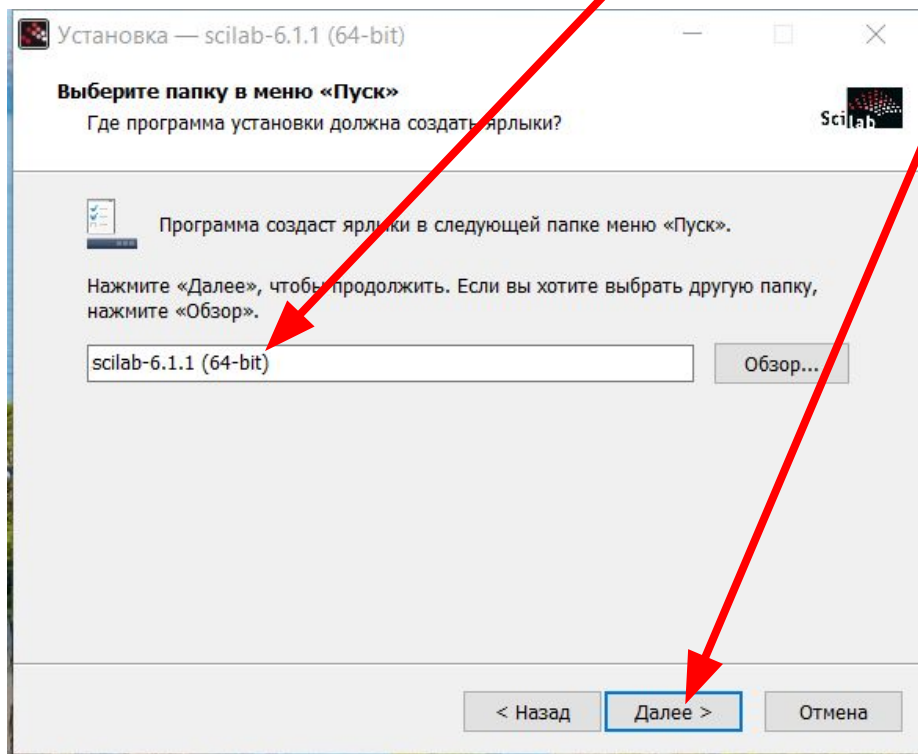 Установка — scilab-6.1.1 (64-bit)
Выберите папку в меню «Пуск»
Где программа установки должна создать ярлыки?
Scilab
Программа создаст ярлыки в следующей папке меню «Пуск».
Нажмите «Далее», чтобы продолжить. Если вы хотите выбрать другую папку,
нажмите «Обзор».
scilab-6.1.1 (64-bit)
Обзор...
< Назад
Далее >
Отмена